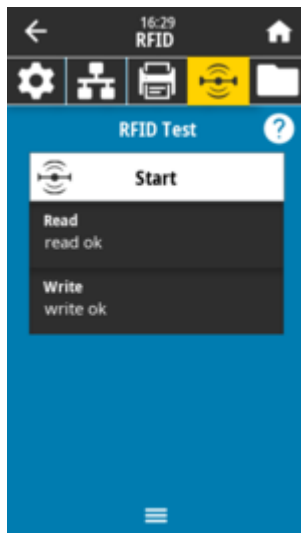 16:29
RFID
RFID Test
?
Start
Read
read ok
Write
write ok